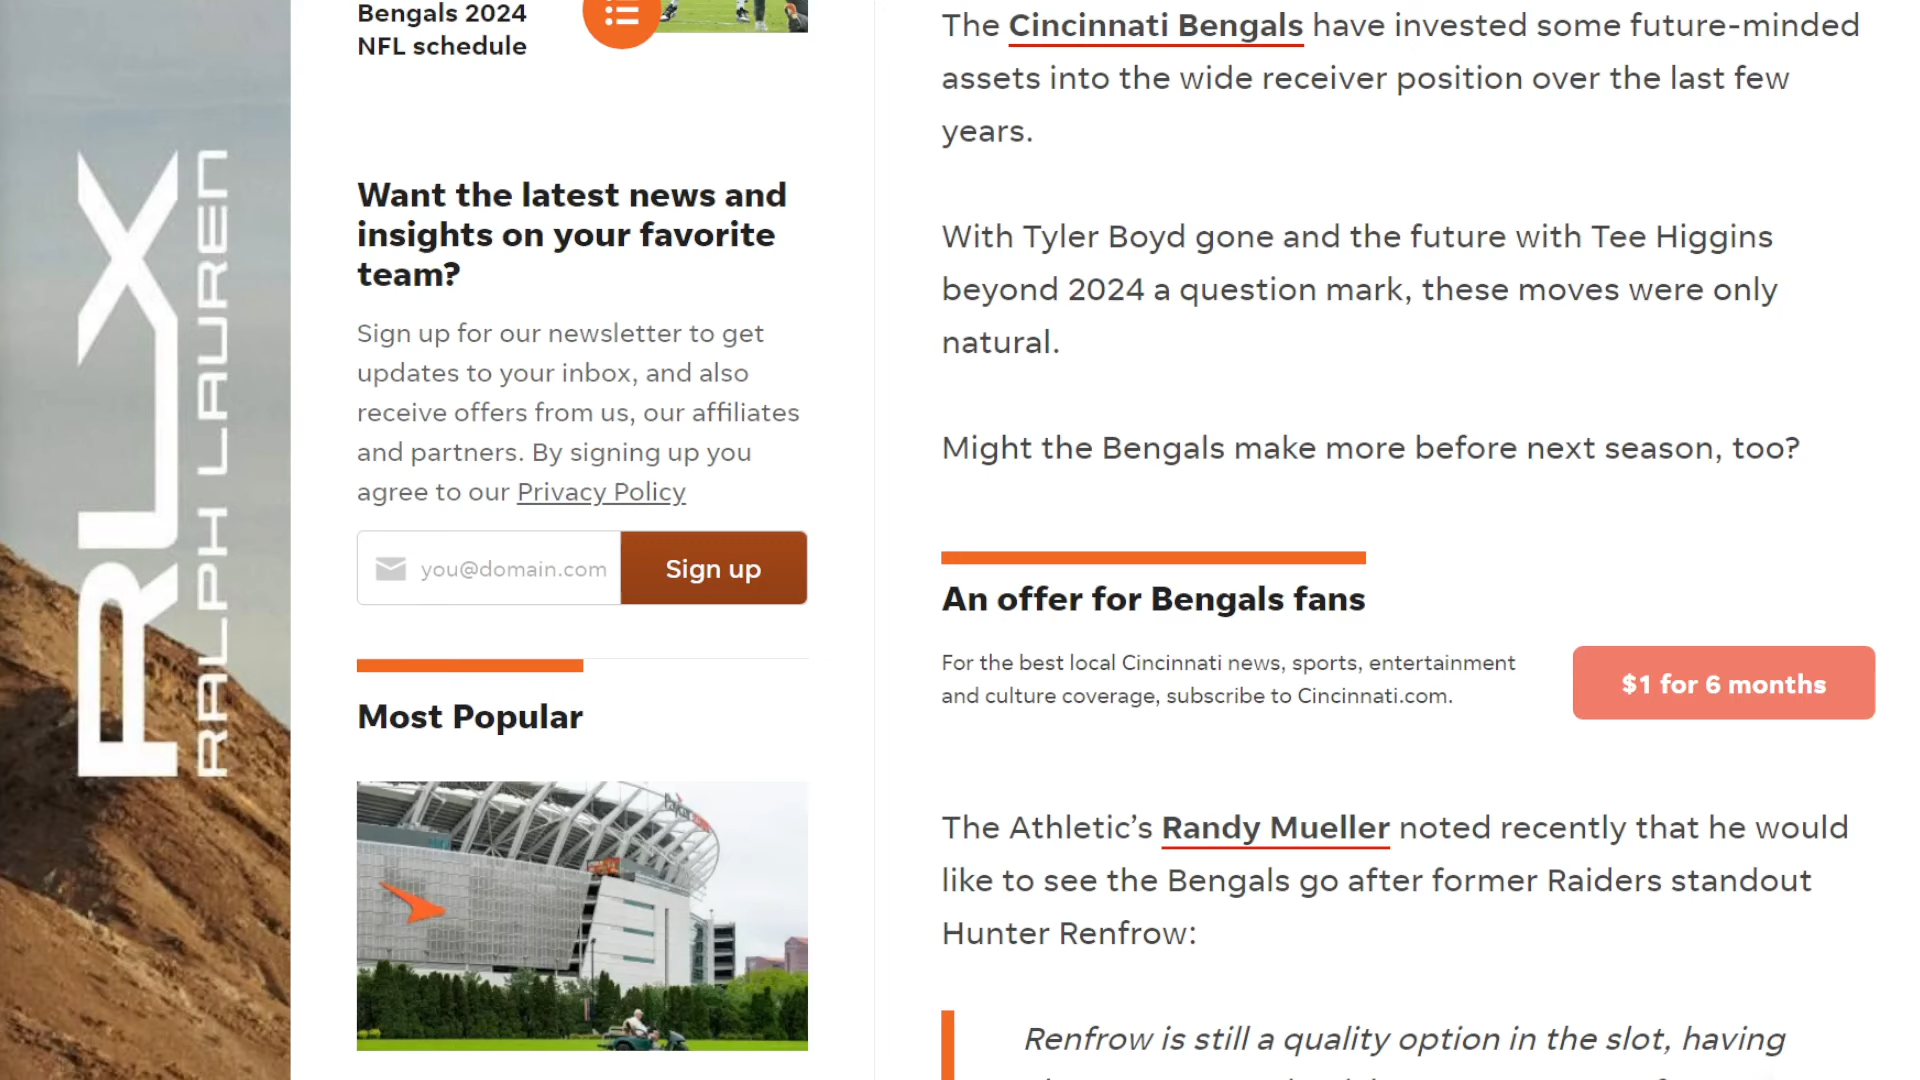 RLX
RALPH LAUREN
Bengals 2024
NFL schedule
Want the latest news and
insights on your favorite
team?
Sign up for our newsletter to get
updates to your inbox, and also
receive offers from us, our affiliates
and partners. By signing up you
agree to our Privacy Policy
you@domain.com
Sign up
Most Popular
The Cincinnati Bengals have invested some future-minded
assets into the wide receiver position over the last few
years.
With Tyler Boyd gone and the future with Tee Higgins
beyond 2024 a question mark, these moves were only
natural.
Might the Bengals make more before next season, too?
An offer for Bengals fans
For the best local Cincinnati news, sports, entertainment
and culture coverage, subscribe to Cincinnati.com.
$1 for 6 months
The Athletic’s Randy Mueller noted recently that he would
like to see the Bengals go after former Raiders standout
Hunter Renfrow:
Renfrow is still a quality option in the slot, having